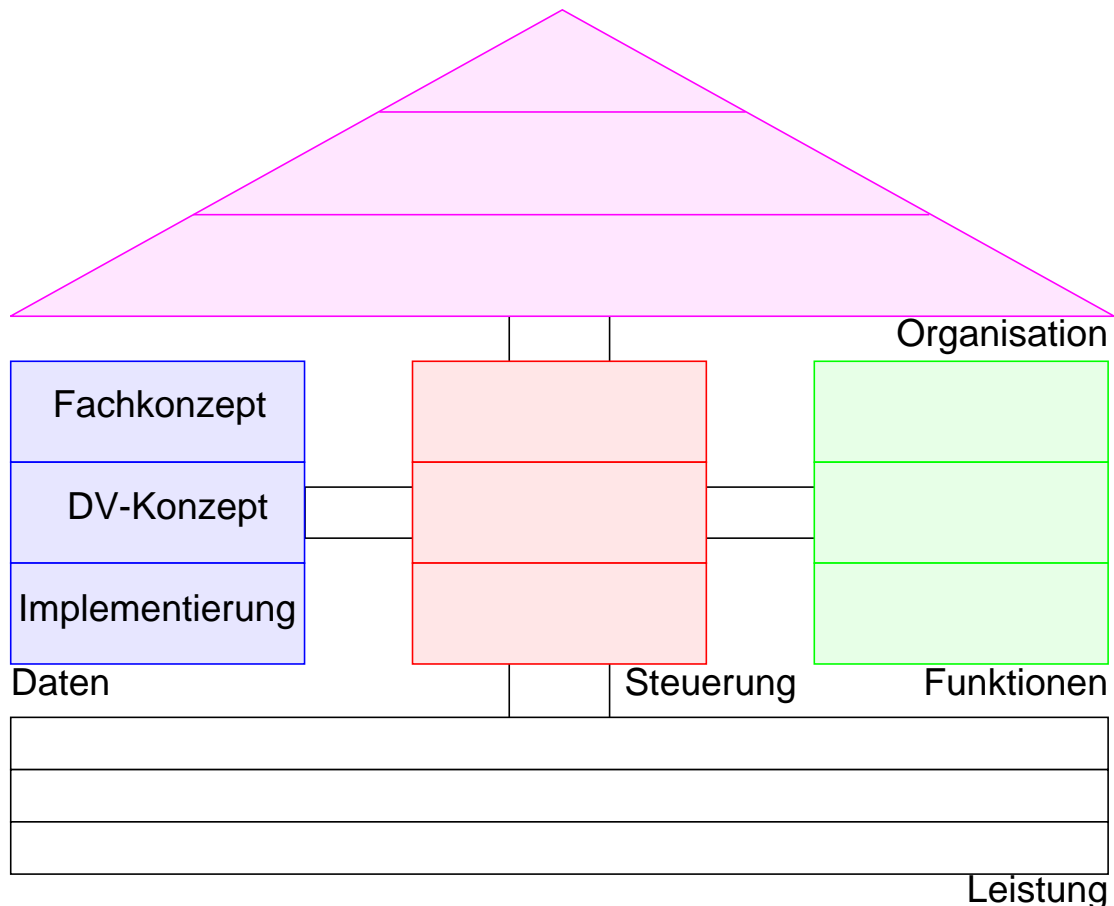 Organisation
Fachkonzept
DV-Konzept
Implementierung
Daten
Steuerung
Funktionen
Leistung